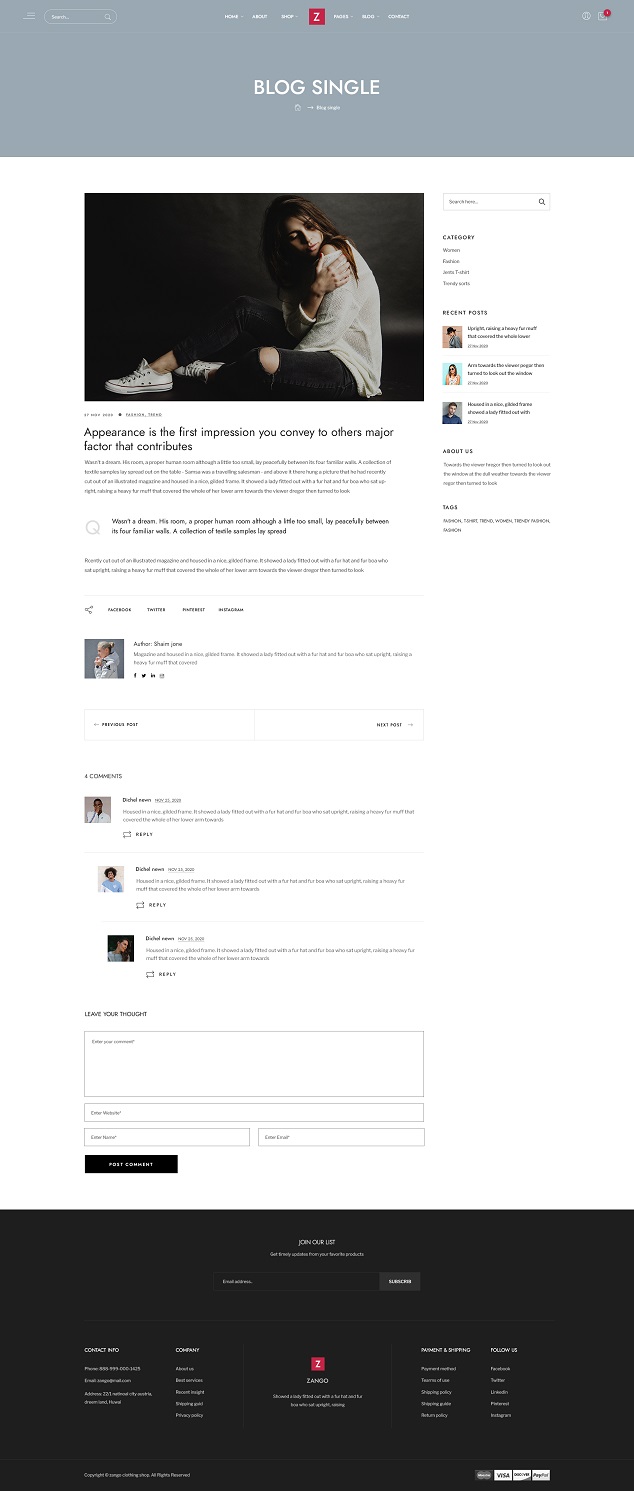 Search...
HOME
ABOUT
SHOP
Z
PAGES
BLOG
CONTACT
1
BLOG SINGLE
Blog single
Search here..
CATEGORY
Women
Fashion
Jents T-shirt
Trendy sorts
RECENT POSTS
Upright, raising a heavy fur muff
that covered the whole lower
27 Nov 2020
Arm towards the viewer pegor then
turned to look out the window
27 Nov 2020
Housed in a nice, gilded frame
showed a lady fitted out with
27 Nov 2020
ABOUT US
Towards the viewer hregor then turned to look out
the window at the dull weather towards the viewer
regor then turned to look
TAGS
FASHION, T-SHIRT, TREND, WOMEN, TRENDY FASHION,
FASHION
27 NOV 2020
FASHION, TREND
Appearance is the first impression you convey to others major
factor that contributes
Wasn't a dream. His room, a proper human room although a little too small, lay peacefully between its four familiar walls. A collection of
textile samples lay spread out on the table - Samsa was a travelling salesman - and above it there hung a picture that he had recently
cut out of an illustrated magazine and housed in a nice, gilded frame. It showed a lady fitted out with a fur hat and fur boa who sat up-
right, raising a heavy fur muff that covered the whole of her lower arm towards the viewer dregor then turned to look
Q
Wasn't a dream. His room, a proper human room although a little too small, lay peacefully between
its four familiar walls. A collection of textile samples lay spread
Rcently cut out of an illustrated magazine and housed in a nice, gilded frame. It showed a lady fitted out with a fur hat and fur boa who
sat upright, raising a heavy fur muff that covered the whole of her lower arm towards the viewer dregor then turned to look
FACEBOOK
TWITTER
PINTEREST
INSTAGRAM
Author: Shaim jone
Magazine and housed in a nice, gilded frame. It showed a lady fitted out with a fur hat and fur boa who sat upright, raising a
heavy fur muff that covered
PREVIOUS POST
NEXT POST
4 COMMENTS
Dichel newn NOV 23, 2020
Housed in a nice, gilded frame. It showed a lady fitted out with a fur hat and fur boa who sat upright, raising a heavy fur muff that
covered the whole of her lower arm towards
REPLY
Dichel newn NOV 23, 2020
Housed in a nice, gilded frame. It showed a lady fitted out with a fur hat and fur boa who sat upright, raising a heavy fur
muff that covered the whole of her lower arm towards
REPLY
Dichel newn NOV 23, 2020
Housed in a nice, gilded frame. It showed a lady fitted out with a fur hat and fur boa who sat upright, raising a heavy fur
muff that covered the whole of her lower arm towards
REPLY
LEAVE YOUR THOUGHT
Enter your comment*
Enter Website*
Enter Name*
Enter Email*
POST COMMENT
JOIN OUR LIST
Get timely updates from your favorite products
Email address..
SUBSCRIB
CONTACT INFO
Phone: 888-999-000-1425
Email: zango@mail.com
Address: 22/1 natinoal city austria,
dreem land, Huwai
COMPANY
About us
Best services
Recent insight
Shipping guid
Privacy policy
Z
ZANGO
Showed a lady fitted out with a fur hat and fur
boa who sat upright, raising
PAYMENT & SHIPPING
Payment method
Tearms of use
Shipping policy
Shipping guide
Return policy
FOLLOW US
Facebook
Twitter
Linkedin
Pinterest
Instagram
Copyright © zango clothing shop. All Rights Reserved
VISA
DISCOVER
PayPal